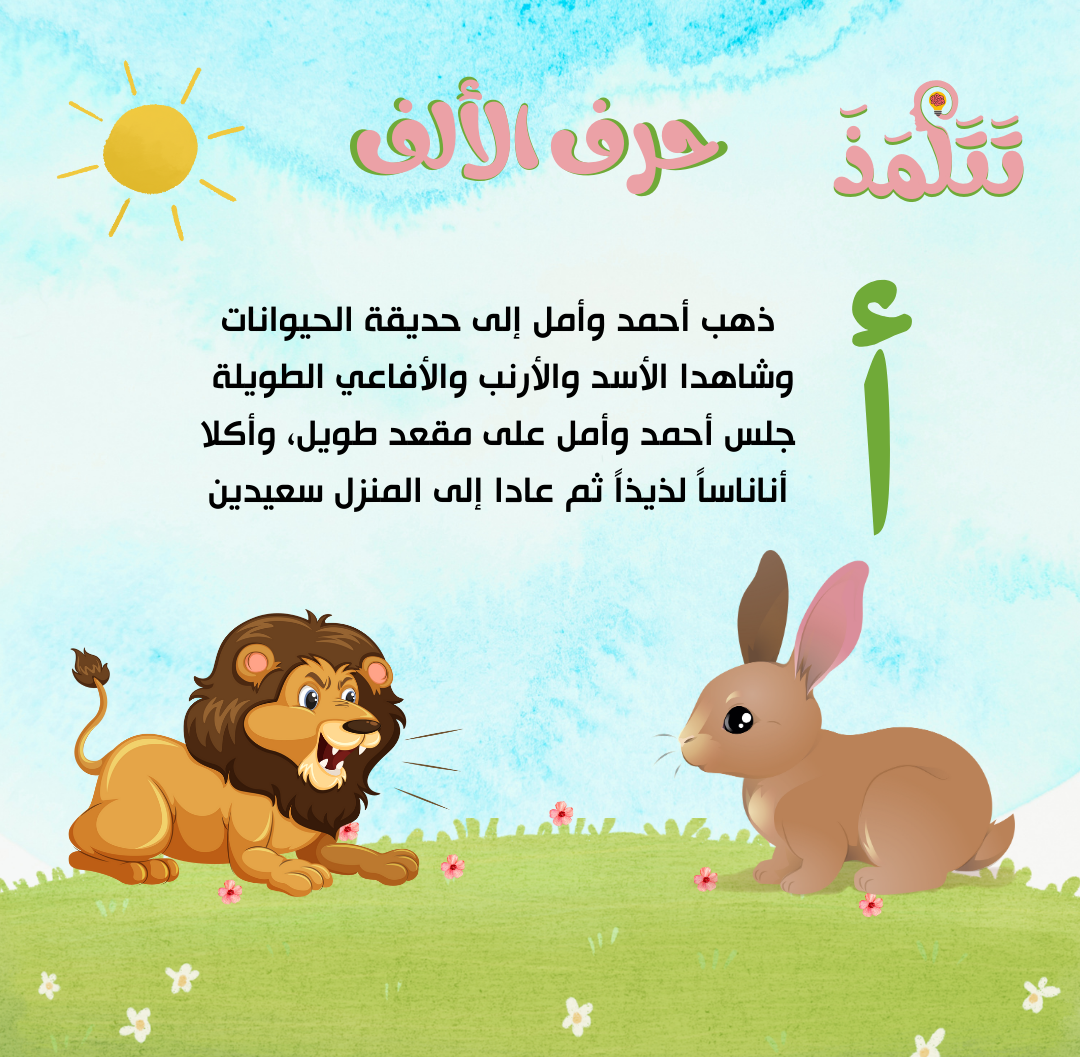 تَتَلْمَذَ
حرف الألف
أ
ذهب أحمد وأمل إلى حديقة الحيوانات
وشاهدا الأسد والأرنب والأفاعي الطويلة
جلس أحمد وأمل على مقعد طويل، وأكلا
أناناساً لذيذاً ثم عادا إلى المنزل سعيدين